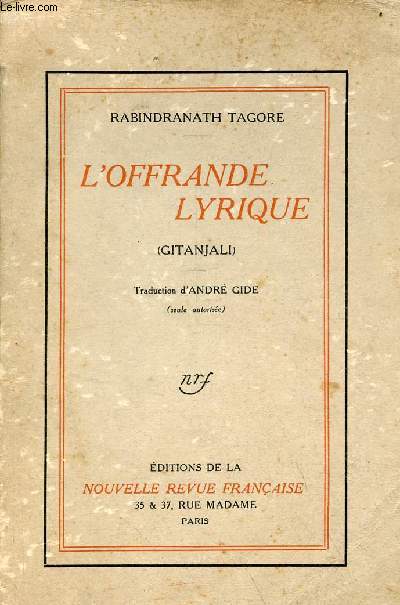 Le-livre.com
RABINDRANATH TAGORE
L'OFFRANDE
LYRIQUE
(GITANJALI)
Traduction d'ANDRÉ GIDE
(seule autorisée)
nrf
ÉDITIONS DE LA
NOUVELLE REVUE FRANÇAISE
35 & 37, RUE MADAME.
PARIS